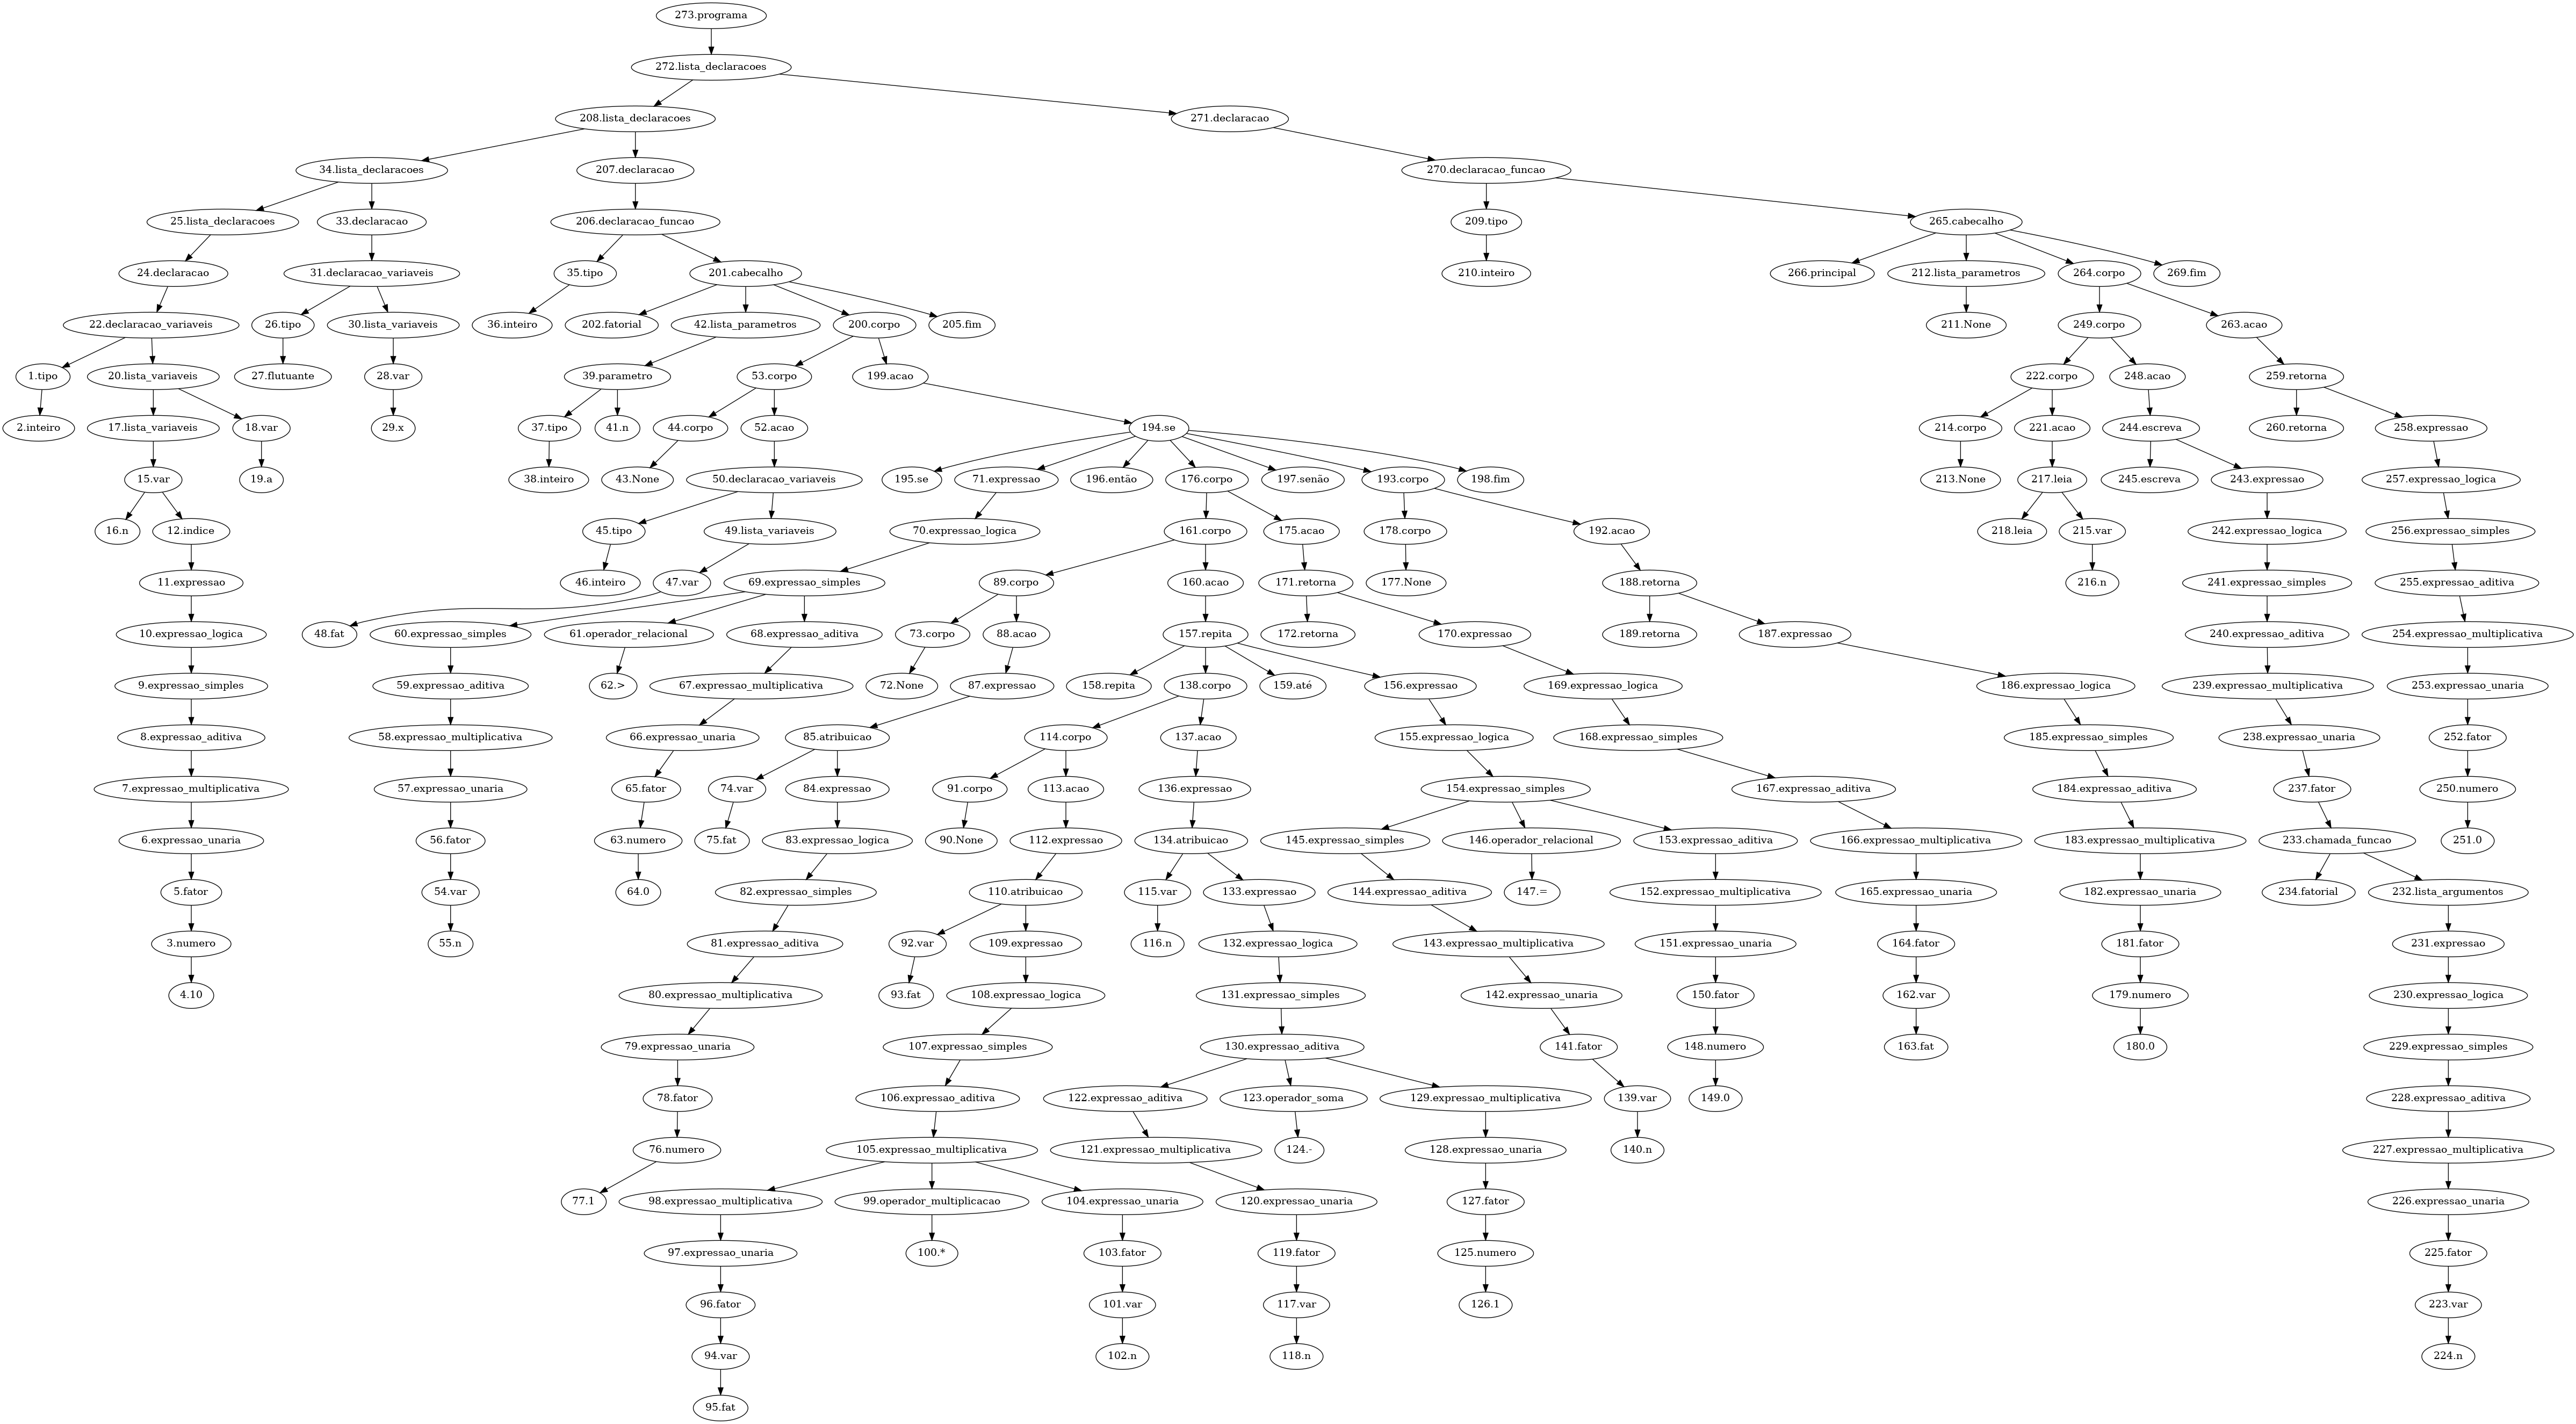 273.programa
272.lista_declaracoes
208.lista_declaracoes 271.declaracao
34.lista_declaracoes 207.declaracao 270.declaracao_funcao
25.lista_declaracoes 33.declaracao 206.declaracao_funcao 209.tipo 265.cabecalho
24.declaracao 31.declaracao_variaveis 35.tipo 201.cabecalho 210.inteiro 266.principal 212.lista_parametros 264.corpo 269.fim
22.declaracao_variaveis 26.tipo 30.lista_variaveis 36.inteiro 202.fatorial 42.lista_parametros 200.corpo 205.fim 211.None 249.corpo 263.acao
1.tipo 20.lista_variaveis 27.flutuante 28.var 39.parametro 53.corpo 199.acao 222.corpo 248.acao 259.retorna
2.inteiro 17.lista_variaveis 18.var 29.x 37.tipo 41.n 44.corpo 52.acao 194.se 214.corpo 221.acao 244.escreva 260.retorna 258.expressao
15.var 19.a 38.inteiro 43.None 50.declaracao_variaveis 195.se 71.expressao 196.então 176.corpo 197.senão 193.corpo 198.fim 213.None 217.leia 245.escreva 243.expressao 257.expressao_logica
16.n 12.indice 45.tipo 49.lista_variaveis 70.expressao_logica 161.corpo 175.acao 178.corpo 192.acao 218.leia 215.var 242.expressao_logica 256.expressao_simples
11.expressao 46.inteiro 47.var 69.expressao_simples 89.corpo 160.acao 171.retorna 177.None 188.retorna 216.n 241.expressao_simples 255.expressao_aditiva
10.expressao_logica 48.fat 60.expressao_simples 61.operador_relacional 68.expressao_aditiva 73.corpo 88.acao 157.repita 172.retorna 170.expressao 189.retorna 187.expressao 240.expressao_aditiva 254.expressao_multiplicativa
9.expressao_simples 59.expressao_aditiva 62.> 67.expressao_multiplicativa 72.None 87.expressao 158.repita 138.corpo 159.até 156.expressao 169.expressao_logica 186.expressao_logica 239.expressao_multiplicativa 253.expressao_unaria
8.expressao_aditiva 58.expressao_multiplicativa 66.expressao_unaria 85.atribuicao 114.corpo 137.acao 155.expressao_logica 168.expressao_simples 185.expressao_simples 238.expressao_unaria 252.fator
7.expressao_multiplicativa 57.expressao_unaria 65.fator 74.var 84.expressao 91.corpo 113.acao 136.expressao 154.expressao_simples 167.expressao_aditiva 184.expressao_aditiva 237.fator 250.numero
6.expressao_unaria 56.fator 63.numero 75.fat 83.expressao_logica 90.None 112.expressao 134.atribuicao 145.expressao_simples 146.operador_relacional 153.expressao_aditiva 166.expressao_multiplicativa 183.expressao_multiplicativa 233.chamada_funcao 251.0
5.fator 54.var 64.0 82.expressao_simples 110.atribuicao 115.var 133.expressao 144.expressao_aditiva 147.= 152.expressao_multiplicativa 165.expressao_unaria 182.expressao_unaria 234.fatorial 232.lista_argumentos
3.numero 55.n 81.expressao_aditiva 92.var 109.expressao 116.n 132.expressao_logica 143.expressao_multiplicativa 151.expressao_unaria 164.fator 181.fator 231.expressao
4.10 80.expressao_multiplicativa 93.fat 108.expressao_logica 131.expressao_simples 142.expressao_unaria 150.fator 162.var 179.numero 230.expressao_logica
79.expressao_unaria 107.expressao_simples 130.expressao_aditiva 141.fator 148.numero 163.fat 180.0 229.expressao_simples
78.fator 106.expressao_aditiva 122.expressao_aditiva 123.operador_soma 129.expressao_multiplicativa 139.var 149.0 228.expressao_aditiva
76.numero 105.expressao_multiplicativa 121.expressao_multiplicativa 124.- 128.expressao_unaria 140.n 227.expressao_multiplicativa
77.1 98.expressao_multiplicativa 99.operador_multiplicacao 104.expressao_unaria 120.expressao_unaria 127.fator 226.expressao_unaria
97.expressao_unaria 100.* 103.fator 119.fator 125.numero 225.fator
96.fator 101.var 117.var 126.1 223.var
94.var 102.n 118.n 224.n
95.fat